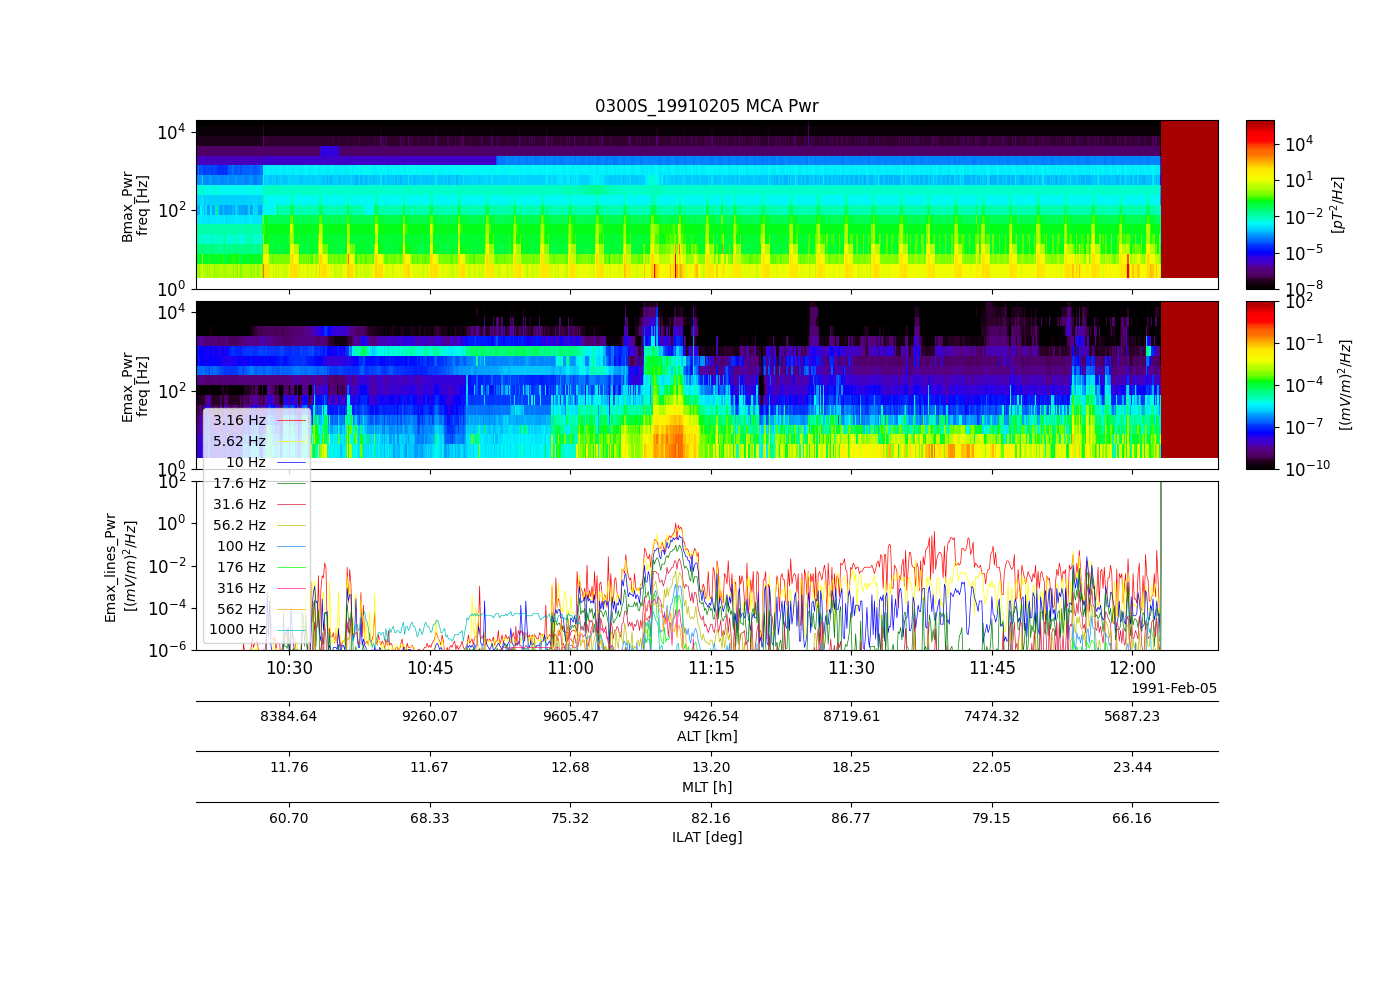 0300S_19910205 MCA Pwr
10^4
10^2
10^0
Bmax_Pwr
freq [Hz]
10^4
10^1
10^−2
10^−5
10^−8
[pT^2/Hz]
10^4
10^2
10^0
Emax_Pwr
freq [Hz]
10^2
10^−1
10^−4
10^−7
10^−10
[(mV/m)^2/Hz]
3.16 Hz
5.62 Hz
10 Hz
17.6 Hz
31.6 Hz
56.2 Hz
100 Hz
176 Hz
316 Hz
562 Hz
1000 Hz
10^2
10^0
10^−2
10^−4
10^−6
Emax_lines_Pwr
[(mV/m)^2/Hz]
10:30 10:45 11:00 11:15 11:30 11:45 12:00
1991-Feb-05
8384.64 9260.07 9605.47 9426.54 8719.61 7474.32 5687.23
ALT [km]
11.76 11.67 12.68 13.20 18.25 22.05 23.44
MLT [h]
60.70 68.33 75.32 82.16 86.77 79.15 66.16
ILAT [deg]